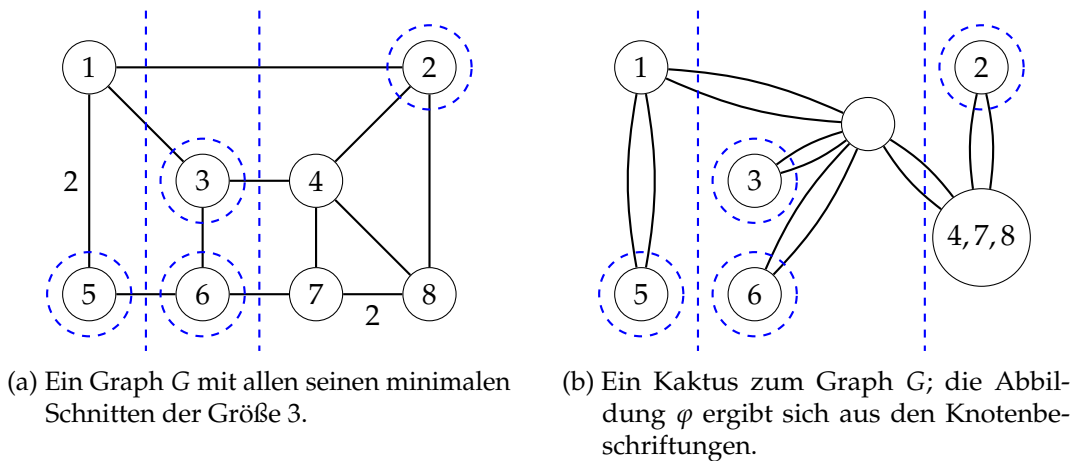 1
2
3
4
2
5
6
7
8
2
(a) Ein Graph G mit allen seinen minimalen
Schnitten der Größe 3.
1
2
3
4, 7, 8
5
6
(b) Ein Kaktus zum Graph G; die Abbil-
dung φ ergibt sich aus den Knotenbe-
schriftungen.